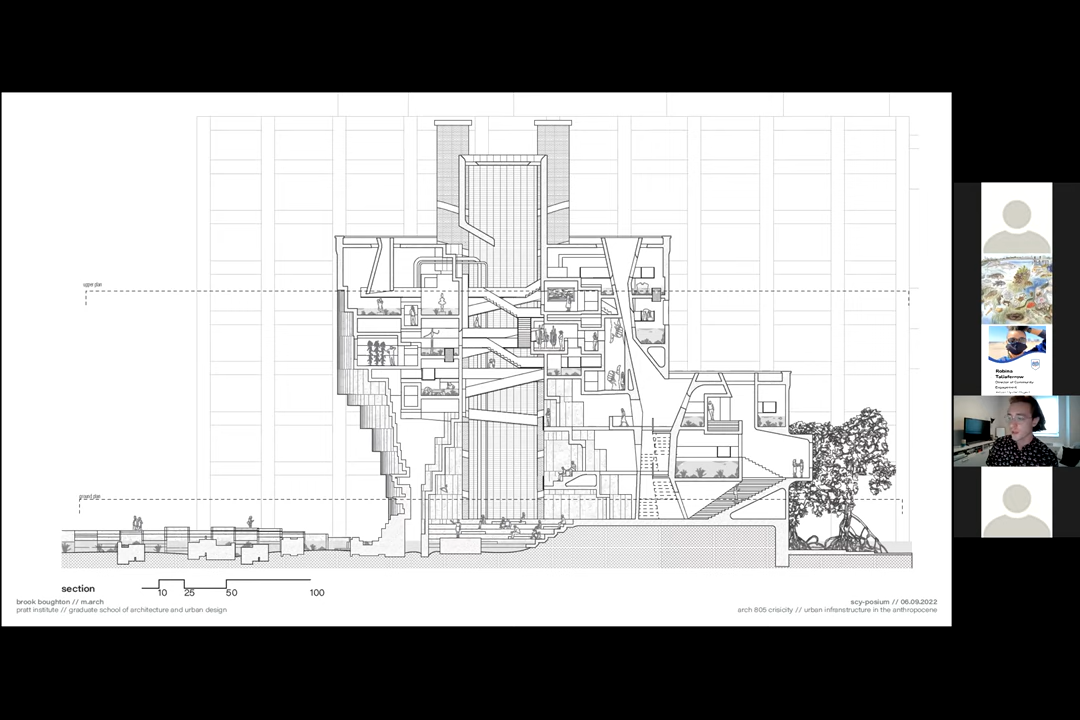 upper plan
ground plan
section
10 25 50 100
brook boughton // m.arch
pratt institute // graduate school of architecture and urban design
scy-posium // 06.09.2022
arch 805 crisicity // urban infrenstructure in the anthropocene
Robina
Taliaferrow
Director of Community
Engagement